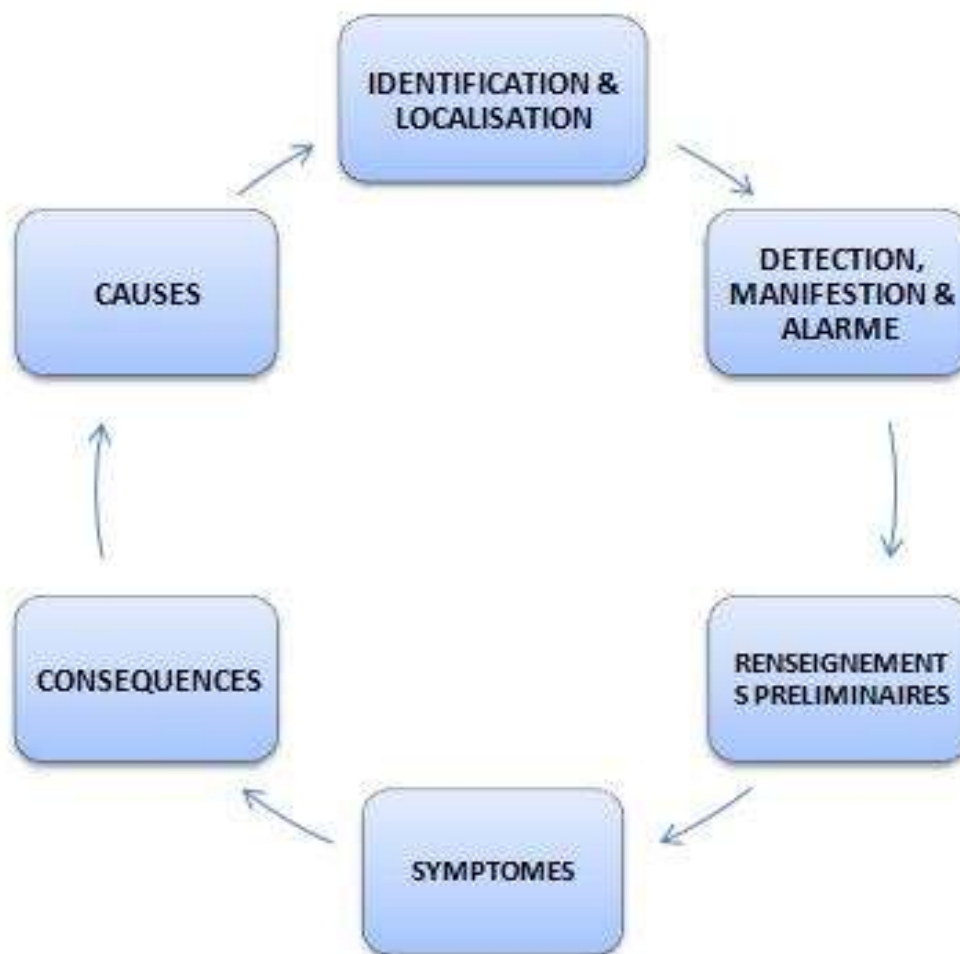 IDENTIFICATION &
LOCALISATION
DETECTION,
MANIFESTION &
ALARME
RENSEIGNEMENT
S PRELIMINAIRES
SYMPTOMES
CONSEQUENCES
CAUSES